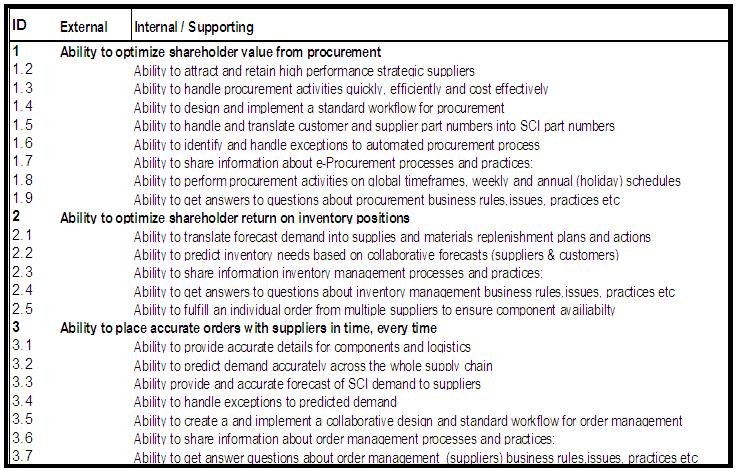 ID External Internal / Supporting
1 Ability to optimize shareholder value from procurement
1.2 Ability to attract and retain high performance strategic suppliers
1.3 Ability to handle procurement activities quickly, efficiently and cost effectively
1.4 Ability to design and implement a standard workflow for procurement
1.5 Ability to handle and translate customer and supplier part numbers into SCI part numbers
1.6 Ability to identify and handle exceptions to automated procurement process
1.7 Ability to share information about e-Procurement processes and practices:
1.8 Ability to perform procurement activities on global timeframes, weekly and annual (holiday) schedules
1.9 Ability to get answers to questions about procurement business rules,issues, practices etc
2 Ability to optimize shareholder return on inventory positions
2.1 Ability to translate forecast demand into supplies and materials replenishment plans and actions
2.2 Ability to predict inventory needs based on collaborative forecasts (suppliers & customers)
2.3 Ability to share information inventory management processes and practices:
2.4 Ability to get answers to questions about inventory management business rules,issues, practices etc
2.5 Ability to fulfill an individual order from multiple suppliers to ensure component availiabilty
3 Ability to place accurate orders with suppliers in time, every time
3.1 Ability to provide accurate details for components and logistics
3.2 Ability to predict demand accurately across the whole supply chain
3.3 Ability provide and accurate forecast of SCI demand to suppliers
3.4 Ability to handle exceptions to predicted demand
3.5 Ability to create a and implement a collaborative design and standard workflow for order management
3.6 Ability to share information about order management processes and practices:
3.7 Ability to get answer questions about order management (suppliers) business rules,issues, practices etc